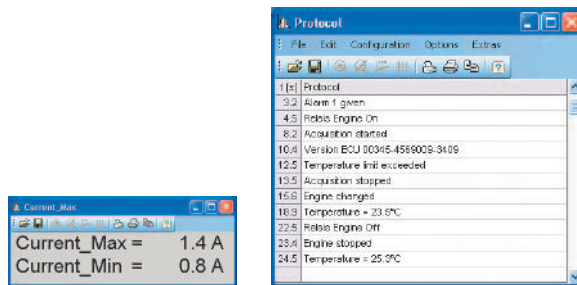 Current_Max
Current_Max = 1.4 A
Current_Min = 0.8 A
Protocol
File Edit Configuration Options Extras
t [s] Protocol
3.2 Alarm 1 given
4.5 Relais Engine On
8.2 Acquisition started
10.4 Version ECU 00345-4569009-3409
12.5 Temperature limit exceeded
13.5 Acquisition stopped
15.6 Engine changed
18.9 Temperature = 23.6°C
22.5 Relais Engine Off
23.4 Engine stopped
24.5 Temperature = 25.3°C